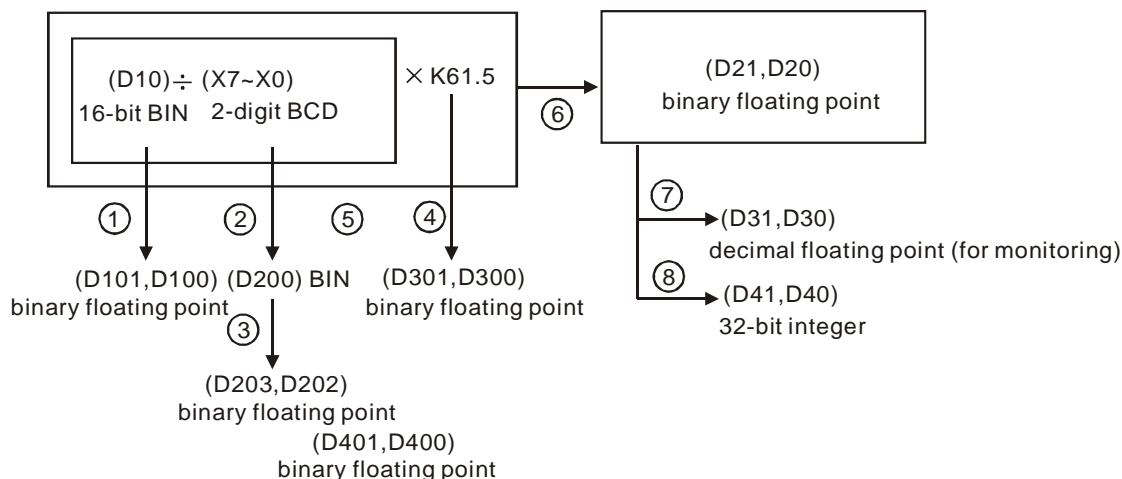 (D10) ÷ (X7~X0)
16-bit BIN 2-digit BCD
× K61.5
⑥
(D21,D20)
binary floating point
① ② ⑤ ④
(D101,D100) (D200) BIN (D301,D300)
binary floating point binary floating point
③
(D203,D202)
binary floating point
(D401,D400)
binary floating point
⑦
(D31,D30)
decimal floating point (for monitoring)
⑧
(D41,D40)
32-bit integer